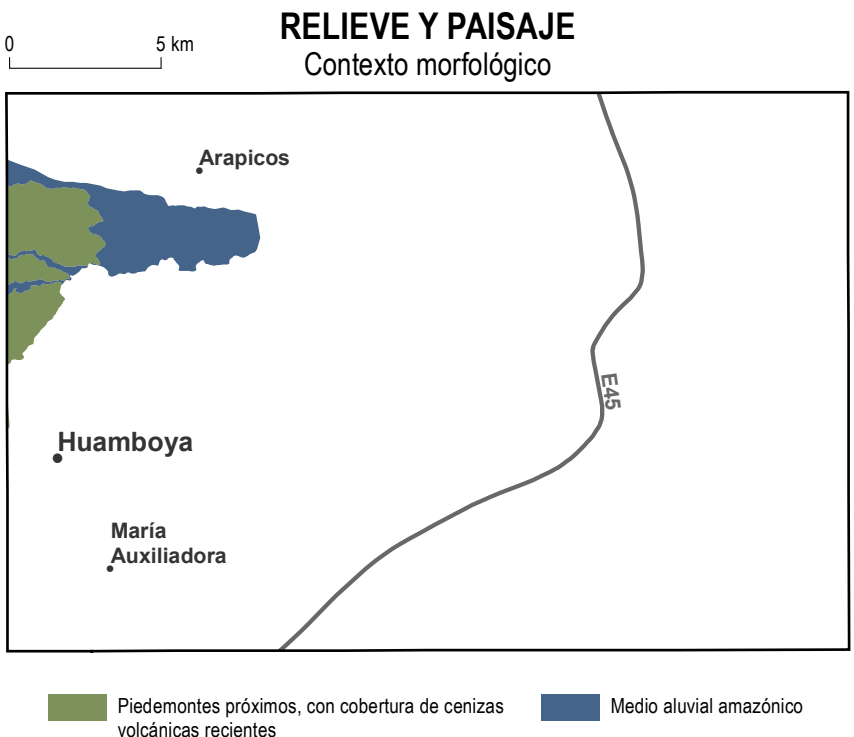 RELIEVE Y PAISAJE
Contexto morfológico
0 5 km
Arapicos
E45
Huamboya
María
Auxiliadora
Piedemontes próximos, con cobertura de cenizas
volcánicas recientes
Medio aluvial amazónico